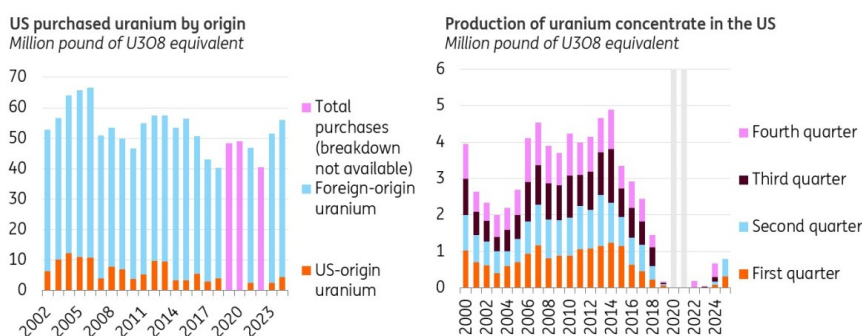 US purchased uranium by origin
Million pound of U3O8 equivalent
70
60
50
40
30
20
10
0
2002
2005
2008
2011
2014
2017
2020
2023
Total
purchases
(breakdown
not available)
Foreign-origin
uranium
US-origin
uranium
Production of uranium concentrate in the US
Million pound of U3O8 equivalent
6
5
4
3
2
1
0
2000
2002
2004
2006
2008
2010
2012
2014
2016
2018
2020
2022
2024
Fourth quarter
Third quarter
Second quarter
First quarter